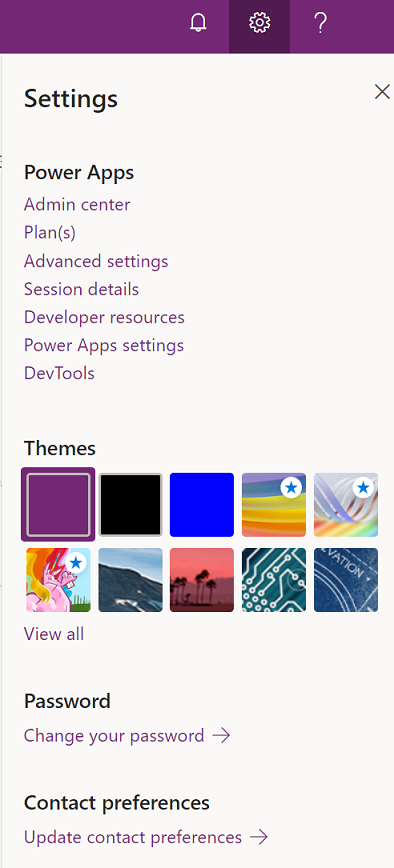 Settings
Power Apps
Admin center
Plan(s)
Advanced settings
Session details
Developer resources
Power Apps settings
DevTools
Themes
VATION
View all
Password
Change your password
Contact preferences
Update contact preferences